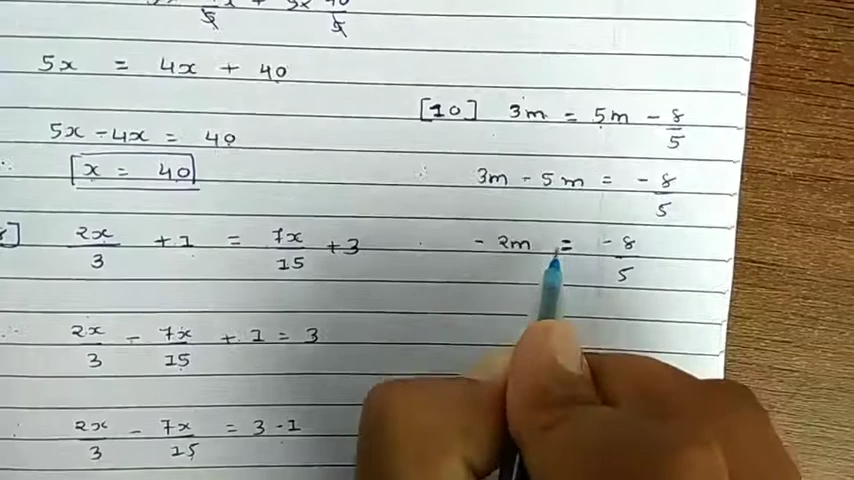 5x = 4x + 40
5x - 4x = 40
∴ x = 40
8] 2x/3 + 1 = 7x/15 + 3
∴ 2x/3 - 7x/15 + 1 = 3
∴ 2x/3 - 7x/15 = 3 - 1
[10] 3m = 5m - 8/5
∴ 3m - 5m = - 8/5
- 2m = - 8/5